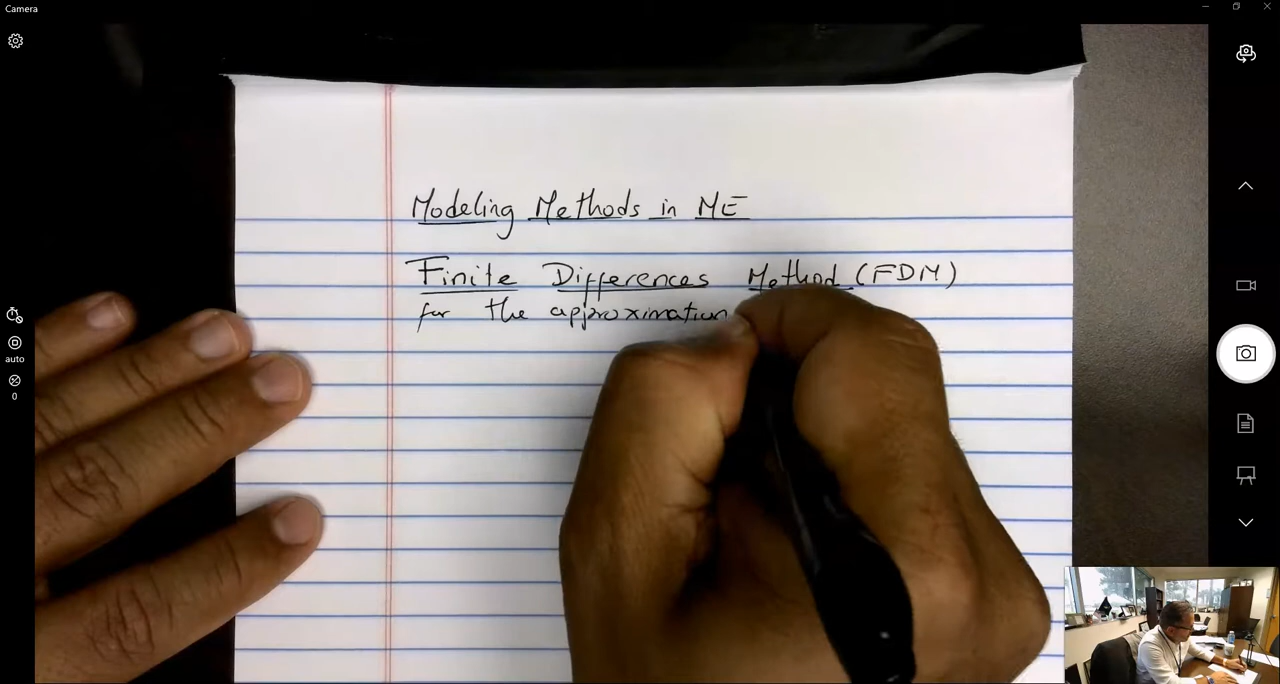 Camera
Modeling Methods in ME
Finite Differences Method (FDM)
for the approximation
auto
0